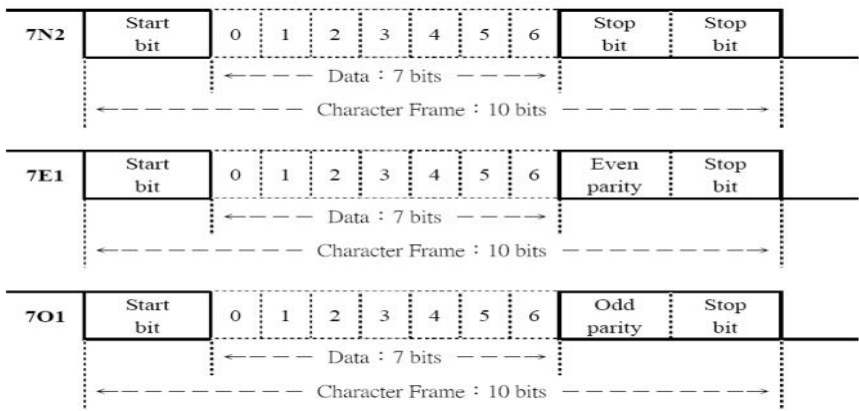 7N2 Start bit 0 1 2 3 4 5 6 Stop bit Stop bit
Data : 7 bits
Character Frame : 10 bits
7E1 Start bit 0 1 2 3 4 5 6 Even parity Stop bit
Data : 7 bits
Character Frame : 10 bits
7O1 Start bit 0 1 2 3 4 5 6 Odd parity Stop bit
Data : 7 bits
Character Frame : 10 bits